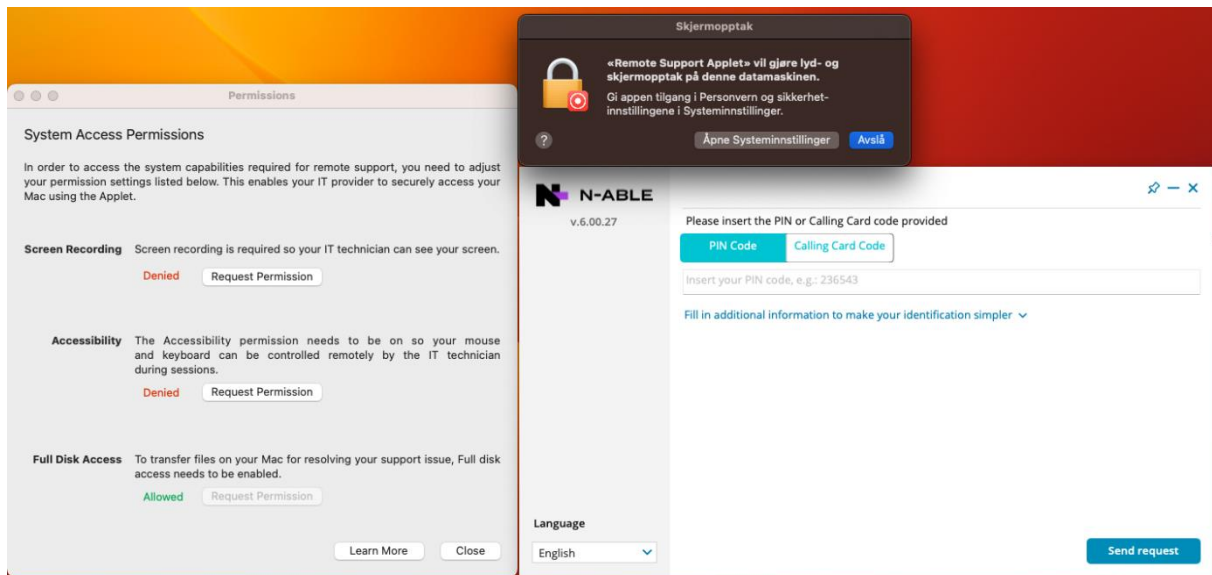 Permissions
System Access Permissions
In order to access the system capabilities required for remote support, you need to adjust
your permission settings listed below. This enables your IT provider to securely access your
Mac using the Applet.
Screen Recording Screen recording is required so your IT technician can see your screen.
Denied Request Permission
Accessibility The Accessibility permission needs to be on so your mouse
and keyboard can be controlled remotely by the IT technician
during sessions.
Denied Request Permission
Full Disk Access To transfer files on your Mac for resolving your support issue, Full disk
access needs to be enabled.
Allowed Request Permission
Learn More Close
Skjermopptak
«Remote Support Applet» vil gjøre lyd- og
skjermopptak på denne datamaskinen.
Gi appen tilgang i Personvern og sikkerhet-
innstillingene i Systeminnstillinger.
? Åpne Systeminnstillinger Avslå
N-ABLE
v.6.00.27
Please insert the PIN or Calling Card code provided
PIN Code Calling Card Code
Insert your PIN code, e.g.: 236543
Fill in additional information to make your identification simpler
Language
English
Send request